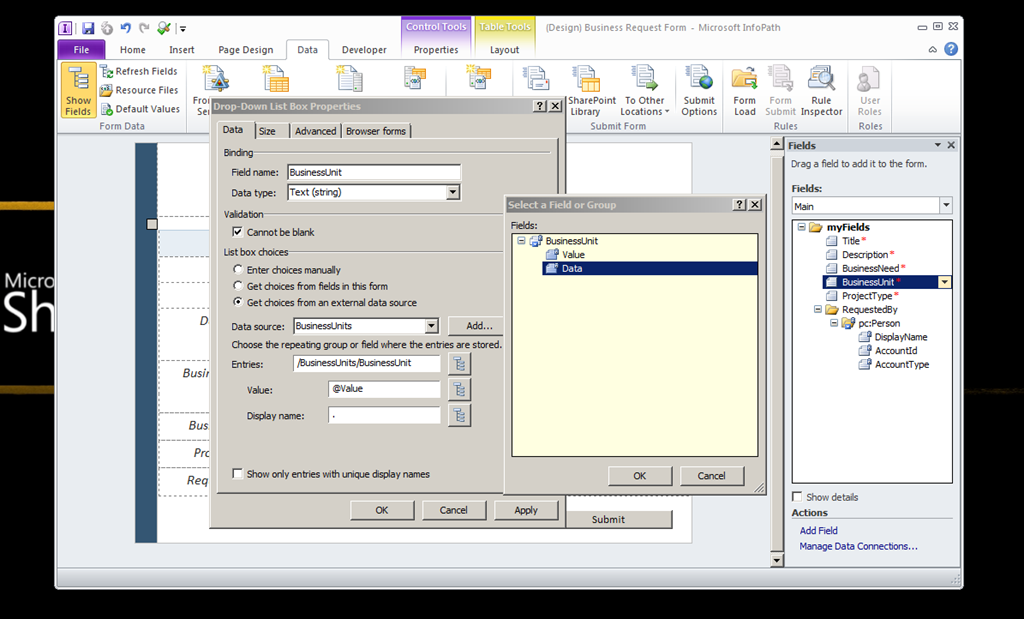 (Design) Business Request Form - Microsoft InfoPath
Control Tools
Table Tools
File
Home
Insert
Page Design
Data
Developer
Properties
Layout
Show Fields
Refresh Fields
Resource Files
Default Values
Form Data
SharePoint Library
To Other Locations
Submit Options
Submit Form
Form Load
Form Submit
Rule Inspector
Rules
User Roles
Roles
Drop-Down List Box Properties
Data
Size
Advanced
Browser forms
Binding
Field name: BusinessUnit
Data type: Text (string)
Validation
Cannot be blank
List box choices
Enter choices manually
Get choices from fields in this form
Get choices from an external data source
Data source: BusinessUnits
Add...
Choose the repeating group or field where the entries are stored.
Entries: /BusinessUnits/BusinessUnit
Value: @Value
Display name: .
Show only entries with unique display names
OK
Cancel
Apply
Submit
Select a Field or Group
Fields:
BusinessUnit
Value
Data
OK
Cancel
Fields
Drag a field to add it to the form.
Fields:
Main
myFields
Title *
Description *
BusinessNeed *
BusinessUnit *
ProjectType *
RequestedBy
pc:Person
DisplayName
AccountId
AccountType
Show details
Actions
Add Field
Manage Data Connections...